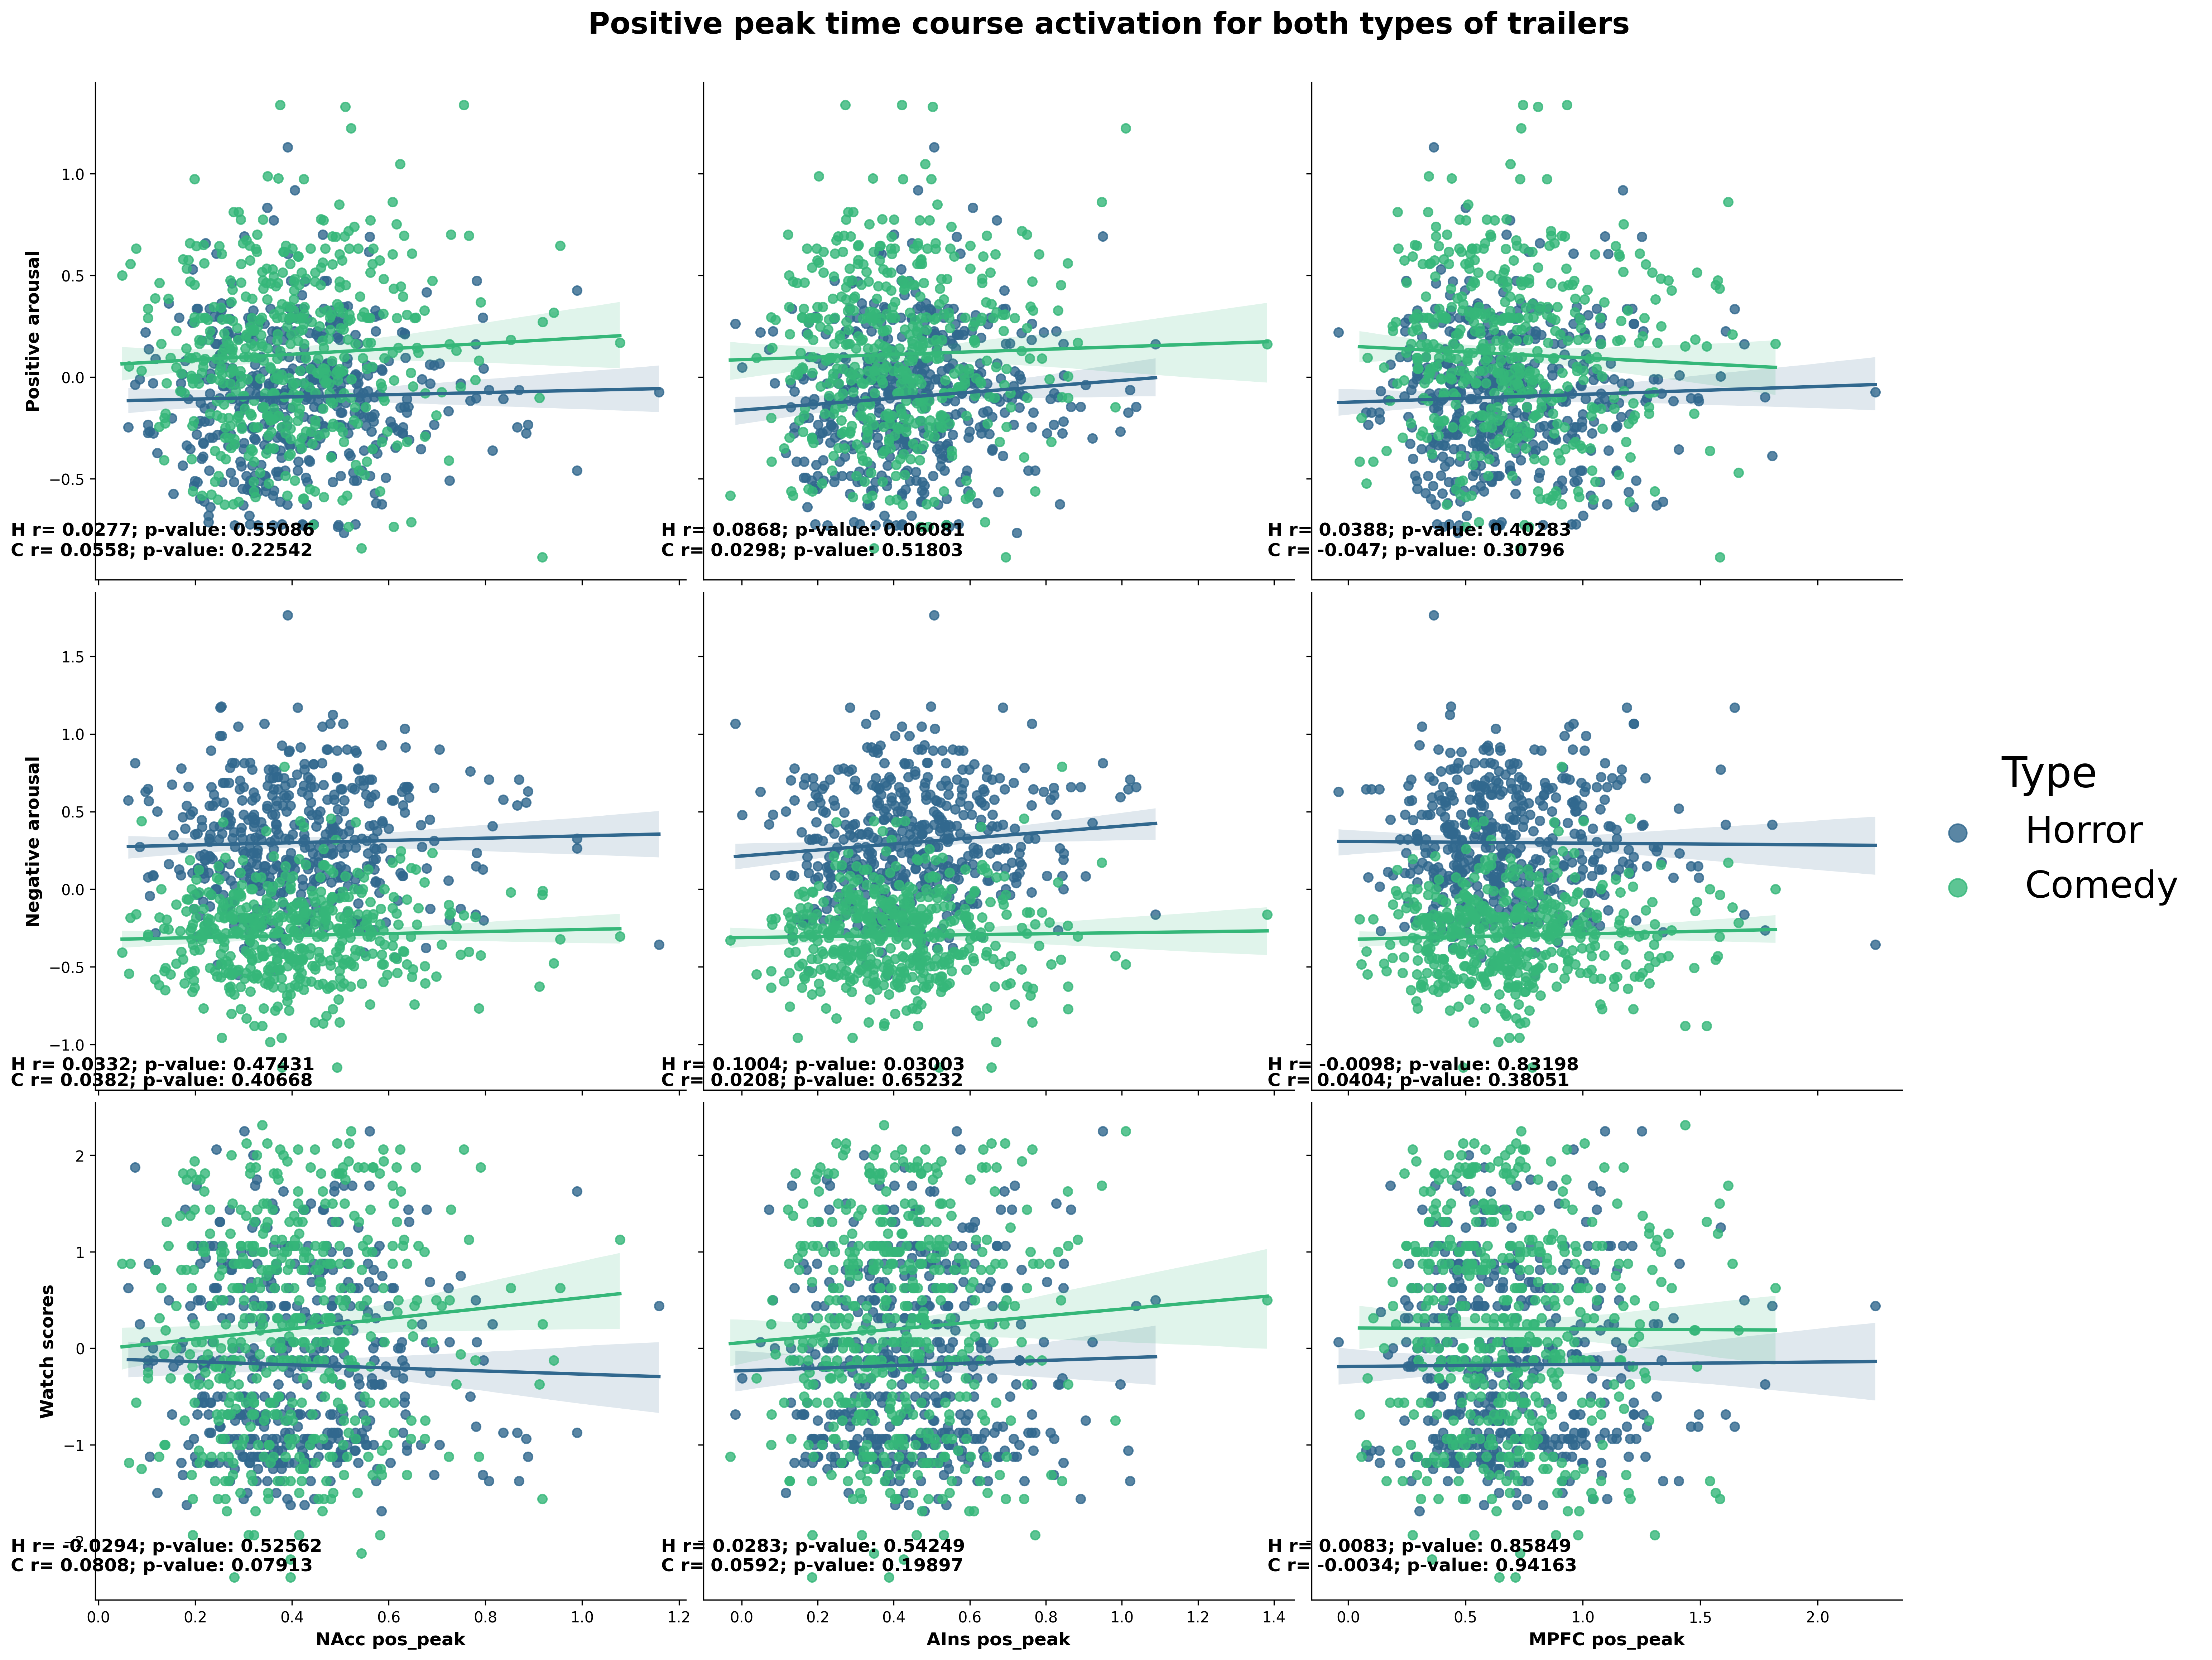 Positive peak time course activation for both types of trailers
Positive arousal
1.0
0.5
0.0
−0.5
H r= 0.0277; p-value: 0.55086
C r= 0.0558; p-value: 0.22542
H r= 0.0868; p-value: 0.06081
C r= 0.0298; p-value: 0.51803
H r= 0.0388; p-value: 0.40283
C r= -0.047; p-value: 0.30796
Negative arousal
1.5
1.0
0.5
0.0
−0.5
−1.0
H r= 0.0332; p-value: 0.47431
C r= 0.0382; p-value: 0.40668
H r= 0.1004; p-value: 0.03003
C r= 0.0208; p-value: 0.65232
H r= -0.0098; p-value: 0.83198
C r= 0.0404; p-value: 0.38051
Type
Horror
Comedy
Watch scores
2
1
0
−1
H r= -0.0294; p-value: 0.52562
C r= 0.0808; p-value: 0.07913
H r= 0.0283; p-value: 0.54249
C r= 0.0592; p-value: 0.19897
H r= 0.0083; p-value: 0.85849
C r= -0.0034; p-value: 0.94163
0.0 0.2 0.4 0.6 0.8 1.0 1.2
NAcc pos_peak
0.0 0.2 0.4 0.6 0.8 1.0 1.2 1.4
AIns pos_peak
0.0 0.5 1.0 1.5 2.0
MPFC pos_peak